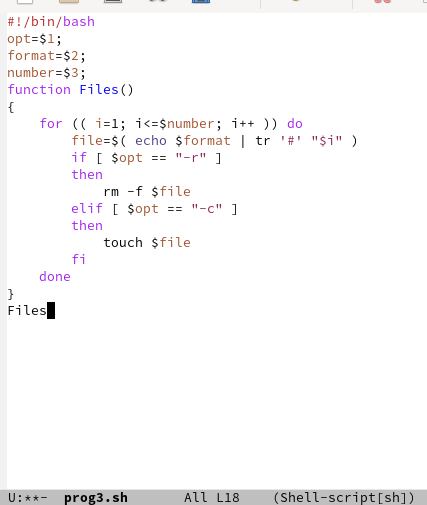 #!/bin/bash
opt=$1;
format=$2;
number=$3;
function Files()
{
    for (( i=1; i<=$number; i++ )) do
        file=$( echo $format | tr '#' "$i" )
        if [ $opt == "-r" ]
        then
            rm -f $file
        elif [ $opt == "-c" ]
        then
            touch $file
        fi
    done
}
Files
U:**-  prog3.sh       All L18    (Shell-script[sh])